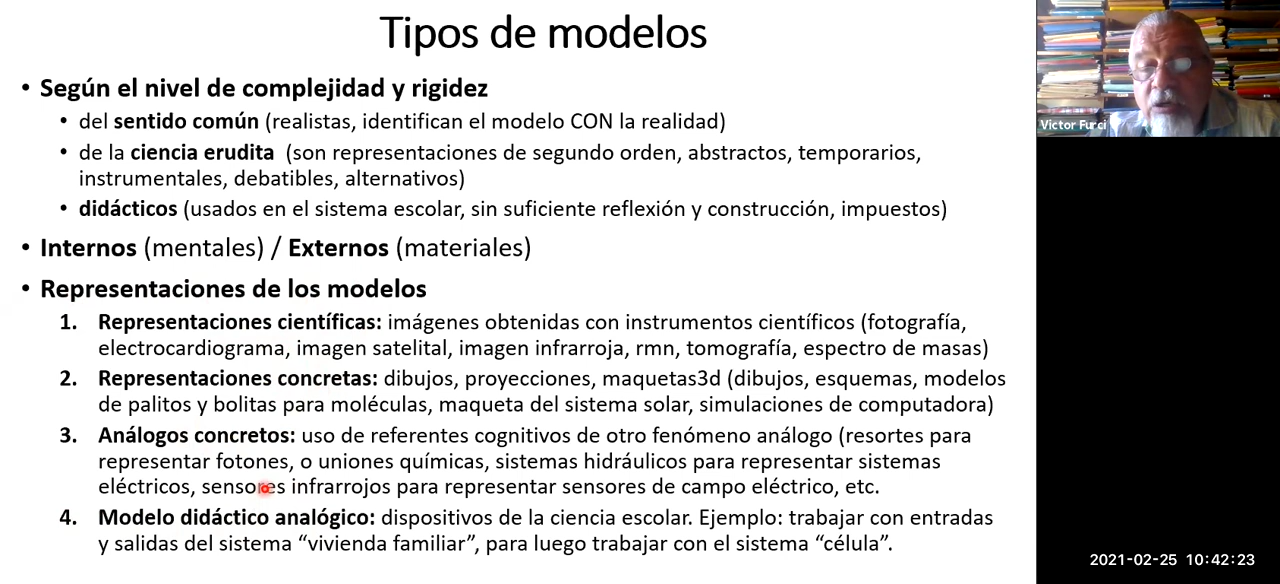 Tipos de modelos
• Según el nivel de complejidad y rigidez
• del sentido común (realistas, identifican el modelo CON la realidad)
• de la ciencia erudita (son representaciones de segundo orden, abstractos, temporarios,
instrumentales, debatibles, alternativos)
• didácticos (usados en el sistema escolar, sin suficiente reflexión y construcción, impuestos)
• Internos (mentales) / Externos (materiales)
• Representaciones de los modelos
1. Representaciones científicas: imágenes obtenidas con instrumentos científicos (fotografía,
electrocardiograma, imagen satelital, imagen infrarroja, rmn, tomografía, espectro de masas)
2. Representaciones concretas: dibujos, proyecciones, maquetas3d (dibujos, esquemas, modelos
de palitos y bolitas para moléculas, maqueta del sistema solar, simulaciones de computadora)
3. Análogos concretos: uso de referentes cognitivos de otro fenómeno análogo (resortes para
representar fotones, o uniones químicas, sistemas hidráulicos para representar sistemas
eléctricos, sensores infrarrojos para representar sensores de campo eléctrico, etc.
4. Modelo didáctico analógico: dispositivos de la ciencia escolar. Ejemplo: trabajar con entradas
y salidas del sistema “vivienda familiar”, para luego trabajar con el sistema “célula”.
Victor Furci
2021-02-25 10:42:23